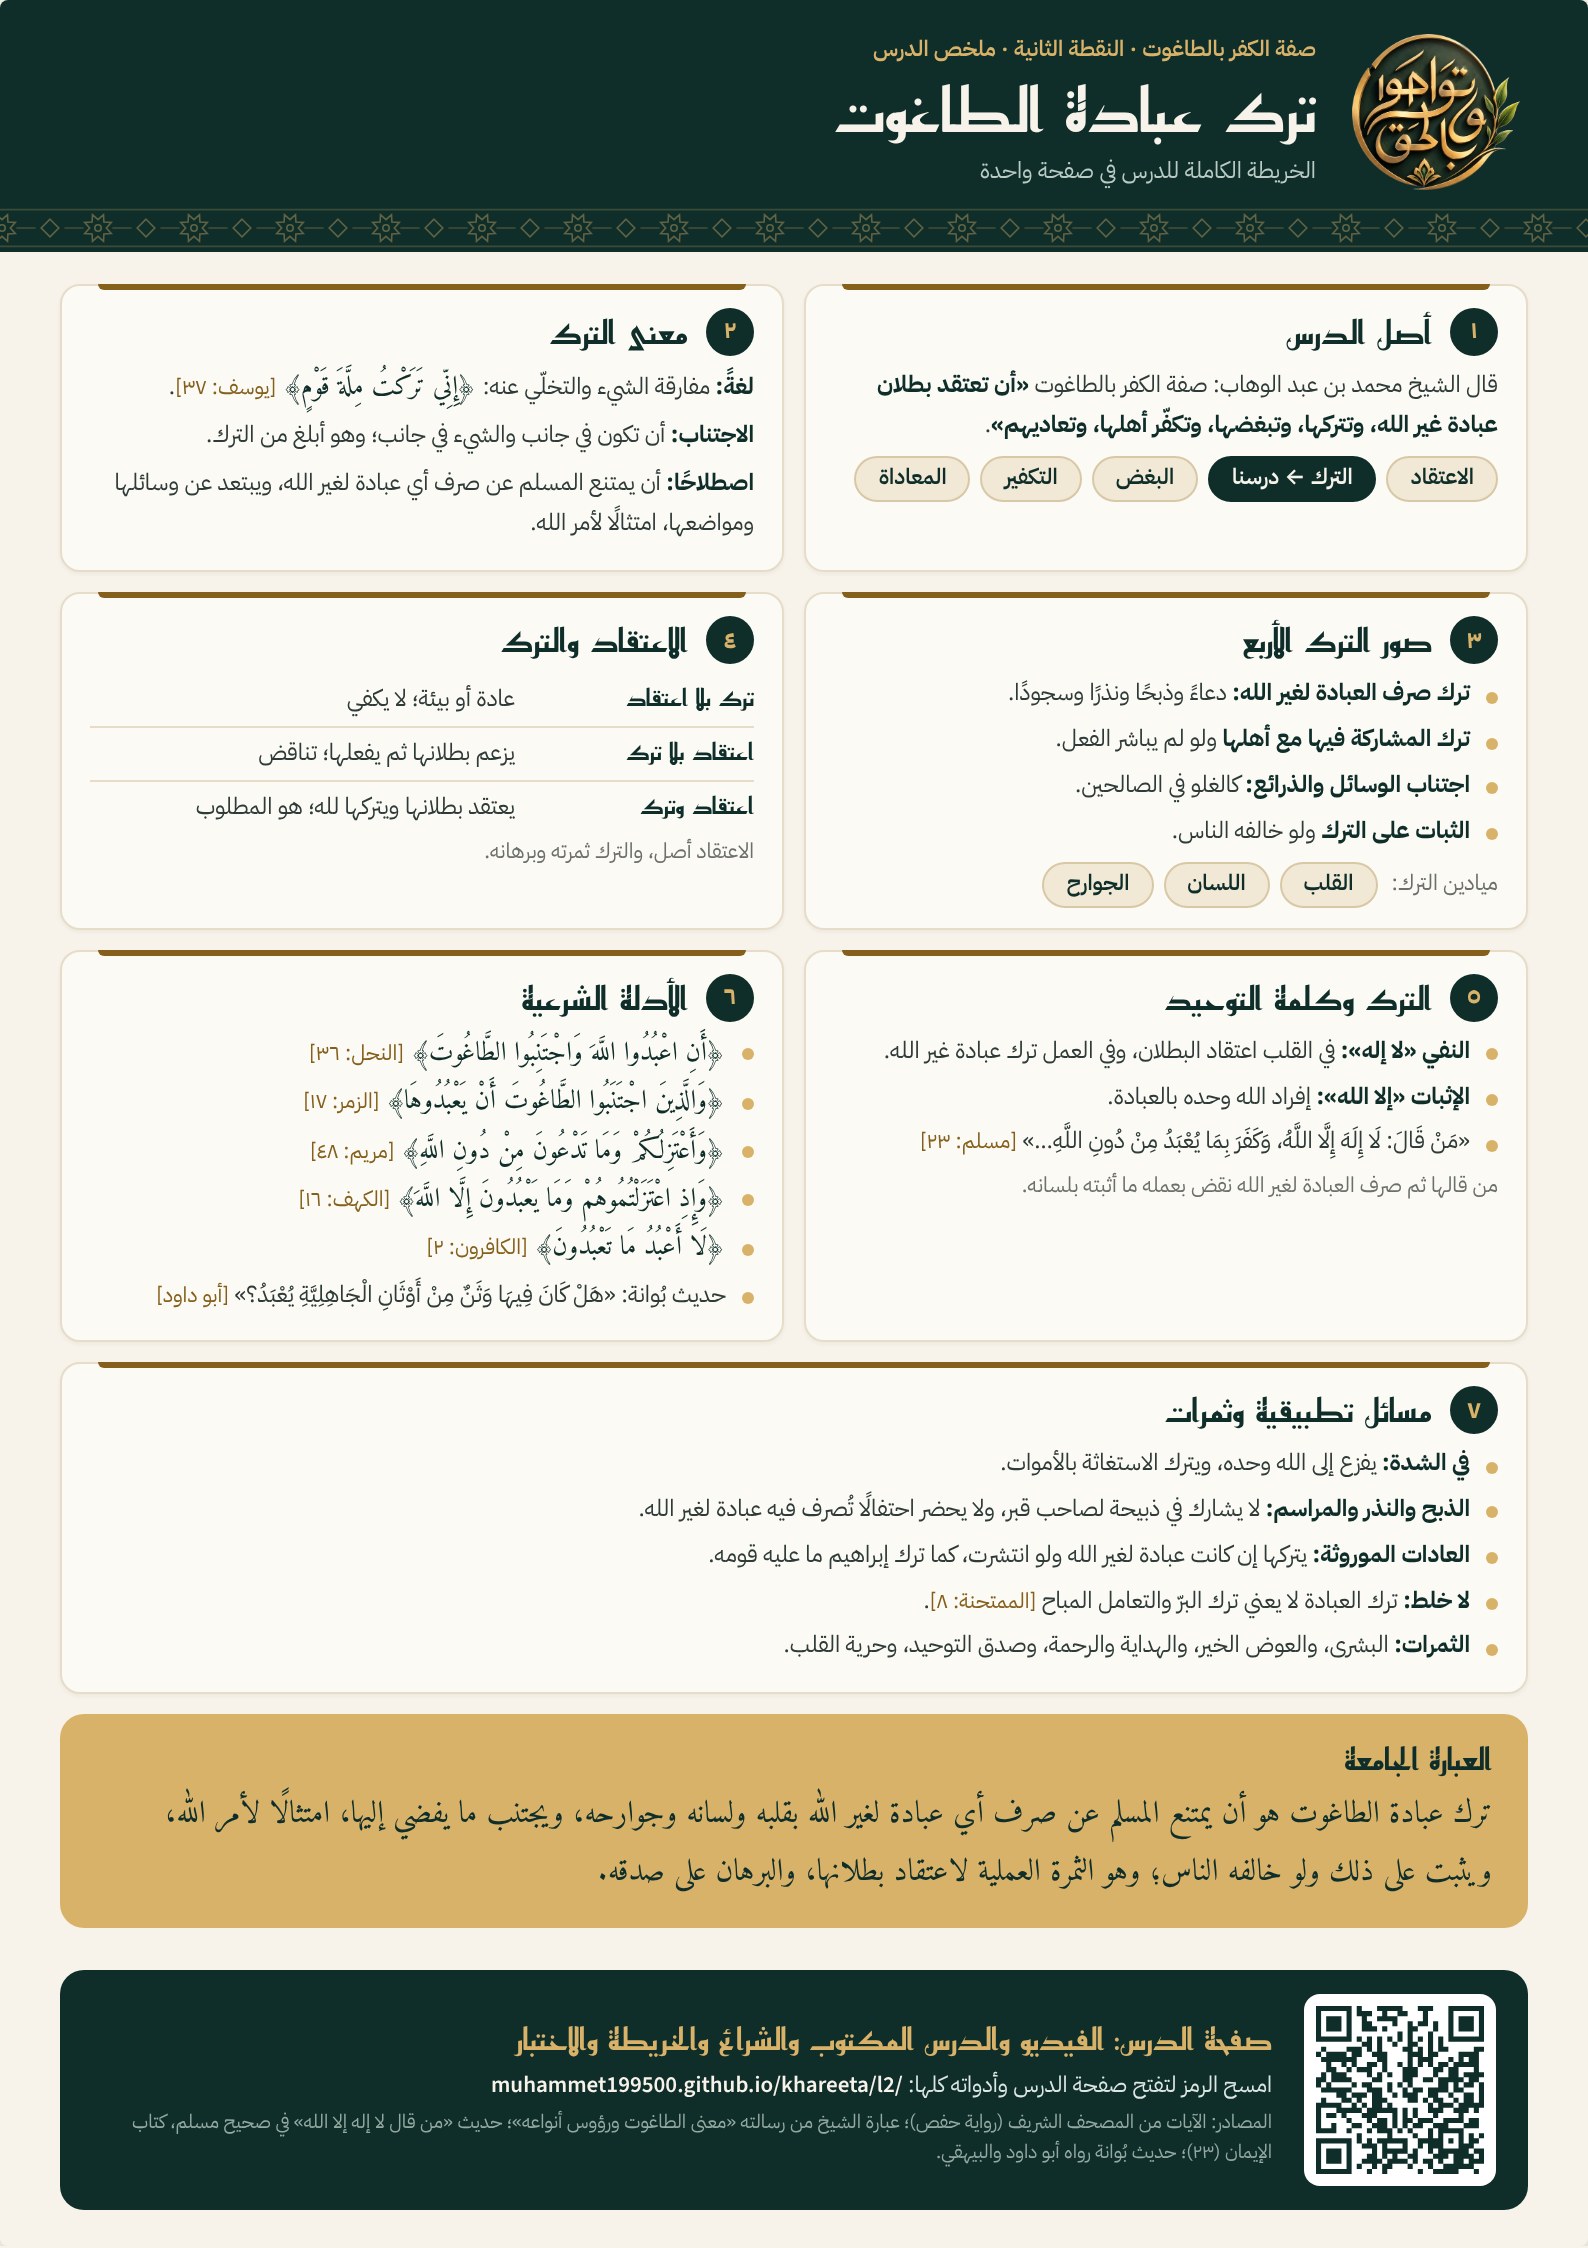 وتواصوا بالحق
صفة الكفر بالطاغوت · النقطة الثانية · ملخص الدرس
ترك عبادة الطاغوت
الخريطة الكاملة للدرس في صفحة واحدة
١ أصل الدرس
قال الشيخ محمد بن عبد الوهاب: صفة الكفر بالطاغوت «أن تعتقد بطلان
عبادة غير الله، وتتركها، وتبغضها، وتكفّر أهلها، وتعاديهم».
الاعتقاد
الترك ← درسنا
البغض
التكفير
المعاداة
٢ معنى الترك
لغةً: مفارقة الشيء والتخلّي عنه: ﴿إِنِّي تَرَكْتُ مِلَّةَ قَوْمٍ﴾ [يوسف: ٣٧].
الاجتناب: أن تكون في جانب والشيء في جانب؛ وهو أبلغ من الترك.
اصطلاحًا: أن يمتنع المسلم عن صرف أي عبادة لغير الله، ويبتعد عن وسائلها
ومواضعها، امتثالًا لأمر الله.
٣ صور الترك الأربع
ترك صرف العبادة لغير الله: دعاءً وذبحًا ونذرًا وسجودًا.
ترك المشاركة فيها مع أهلها ولو لم يباشر الفعل.
اجتناب الوسائل والذرائع: كالغلو في الصالحين.
الثبات على الترك ولو خالفه الناس.
ميادين الترك: القلب اللسان الجوارح
٤ الاعتقاد والترك
ترك بلا اعتقاد عادة أو بيئة؛ لا يكفي
اعتقاد بلا ترك يزعم بطلانها ثم يفعلها؛ تناقض
اعتقاد وترك يعتقد بطلانها ويتركها لله؛ هو المطلوب
الاعتقاد أصل، والترك ثمرته وبرهانه.
٥ الترك وكلمة التوحيد
النفي «لا إله»: في القلب اعتقاد البطلان، وفي العمل ترك عبادة غير الله.
الإثبات «إلا الله»: إفراد الله وحده بالعبادة.
«مَنْ قَالَ: لَا إِلَهَ إِلَّا اللَّهُ، وَكَفَرَ بِمَا يُعْبَدُ مِنْ دُونِ اللَّهِ...» [مسلم: ٢٣]
من قالها ثم صرف العبادة لغير الله نقض بعمله ما أثبته بلسانه.
٦ الأدلة الشرعية
﴿أَنِ اعْبُدُوا اللَّهَ وَاجْتَنِبُوا الطَّاغُوتَ﴾ [النحل: ٣٦]
﴿وَالَّذِينَ اجْتَنَبُوا الطَّاغُوتَ أَنْ يَعْبُدُوهَا﴾ [الزمر: ١٧]
﴿وَأَعْتَزِلُكُمْ وَمَا تَدْعُونَ مِنْ دُونِ اللَّهِ﴾ [مريم: ٤٨]
﴿وَإِذِ اعْتَزَلْتُمُوهُمْ وَمَا يَعْبُدُونَ إِلَّا اللَّهَ﴾ [الكهف: ١٦]
﴿لَا أَعْبُدُ مَا تَعْبُدُونَ﴾ [الكافرون: ٢]
حديث بُوانة: «هَلْ كَانَ فِيهَا وَثَنٌ مِنْ أَوْثَانِ الْجَاهِلِيَّةِ يُعْبَدُ؟» [أبو داود]
٧ مسائل تطبيقية وثمرات
في الشدة: يفزع إلى الله وحده، ويترك الاستغاثة بالأموات.
الذبح والنذر والمراسم: لا يشارك في ذبيحة لصاحب قبر، ولا يحضر احتفالًا تُصرف فيه عبادة لغير الله.
العادات الموروثة: يتركها إن كانت عبادة لغير الله ولو انتشرت، كما ترك إبراهيم ما عليه قومه.
لا خلط: ترك العبادة لا يعني ترك البرّ والتعامل المباح [الممتحنة: ٨].
الثمرات: البشرى، والعوض الخير، والهداية والرحمة، وصدق التوحيد، وحرية القلب.
العبارة الجامعة
ترك عبادة الطاغوت هو أن يمتنع المسلم عن صرف أي عبادة لغير الله بقلبه ولسانه وجوارحه، ويجتنب ما يفضي إليها، امتثالًا لأمر الله،
ويثبت على ذلك ولو خالفه الناس؛ وهو الثمرة العملية لاعتقاد بطلانها، والبرهان على صدقه.
صفحة الدرس: الفيديو والدرس المكتوب والشرائح والخريطة والاختبار
امسح الرمز لتفتح صفحة الدرس وأدواته كلها: muhammet199500.github.io/khareeta/l2/
المصادر: الآيات من المصحف الشريف (رواية حفص)؛ عبارة الشيخ من رسالته «معنى الطاغوت ورؤوس أنواعه»؛ حديث «من قال لا إله إلا الله» في صحيح مسلم، كتاب
الإيمان (٢٣)؛ حديث بُوانة رواه أبو داود والبيهقي.